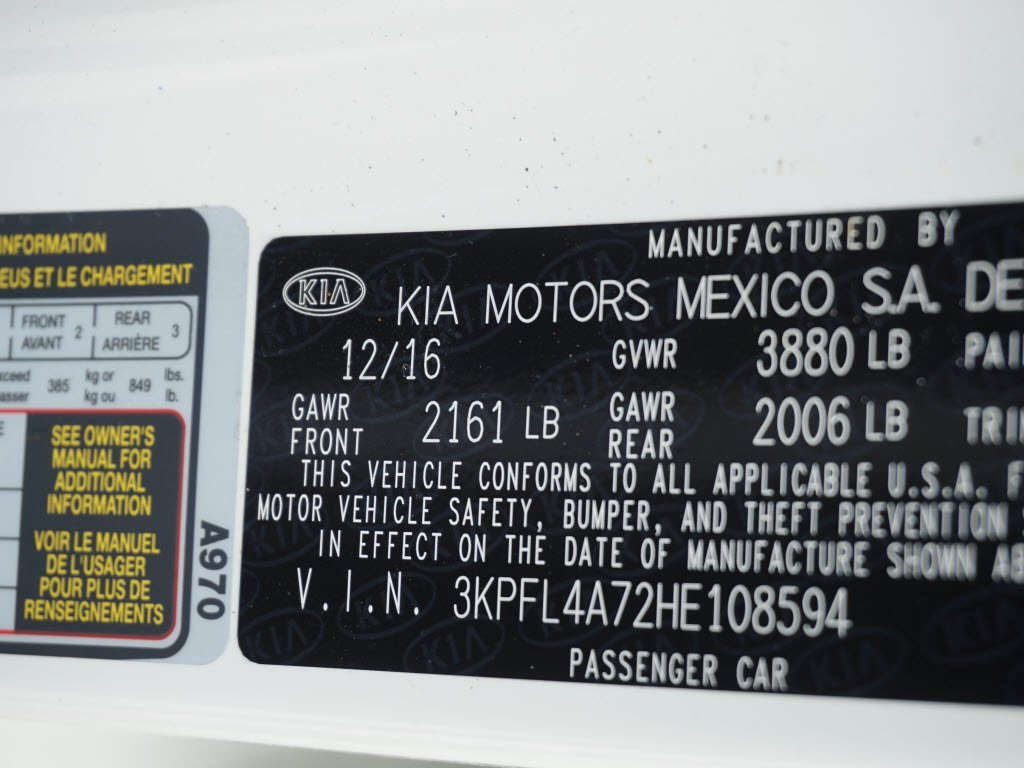 INFORMATION
EUS ET LE CHARGEMENT
FRONT
AVANT 2
REAR
ARRIÈRE 3
385 kg or
kg ou 849 lbs.
lb.
SEE OWNER'S
MANUAL FOR
ADDITIONAL
INFORMATION
VOIR LE MANUEL
DE L'USAGER
POUR PLUS DE
RENSEIGNEMENTS
A970
MANUFACTURED BY
KIA KIA MOTORS MEXICO S.A. DE
12/16 GVWR 3880 LB
GAWR
FRONT 2161 LB GAWR
REAR 2006 LB
THIS VEHICLE CONFORMS TO ALL APPLICABLE U.S.A.
MOTOR VEHICLE SAFETY, BUMPER, AND THEFT PREVENTION
IN EFFECT ON THE DATE OF MANUFACTURE SHOWN
V.I.N. 3KPFL4A72HE108594
PASSENGER CAR